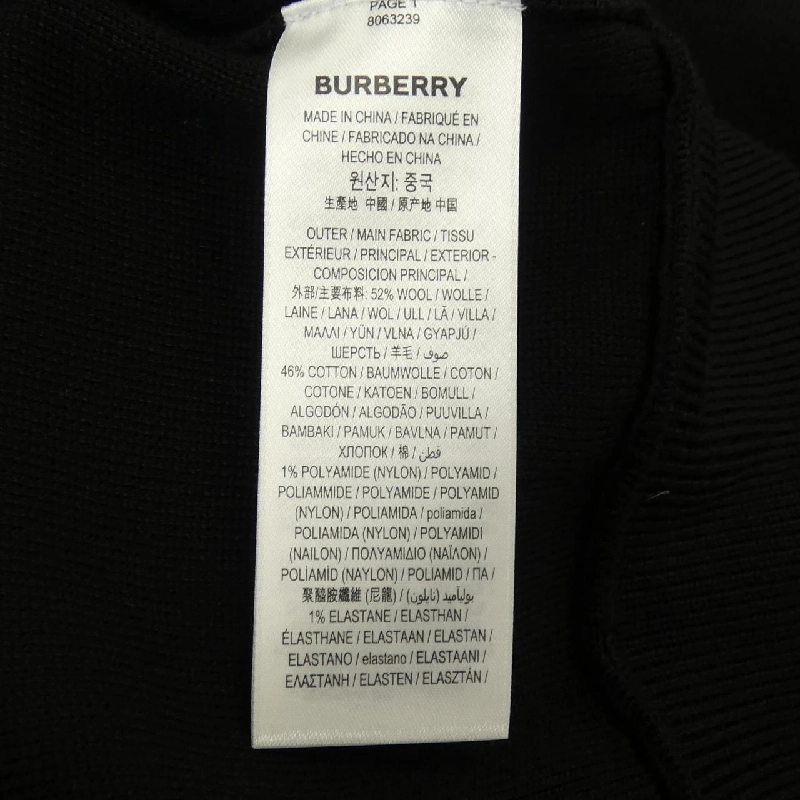 PAGE 1
8063239
BURBERRY
MADE IN CHINA / FABRIQUÉ EN
CHINE / FABRICADO NA CHINA /
HECHO EN CHINA
원산지: 중국
生產地 中國 / 原产地 中国
OUTER / MAIN FABRIC / TISSU
EXTÉRIEUR / PRINCIPAL / EXTERIOR -
COMPOSICION PRINCIPAL /
外部/主要布料: 52% WOOL / WOLLE /
LAINE / LANA / WOL / ULL / LÃ / VILLA /
ΜΑΛΛΙ / YÜN / VLNA / GYAPJÚ /
ШЕРСТЬ / 羊毛 / صوف
46% COTTON / BAUMWOLLE / COTON /
COTONE / KATOEN / BOMULL /
ALGODÓN / ALGODÃO / PUUVILLA /
BAMBAKI / PAMUK / BAVLNA / PAMUT /
ХЛОПОК / 棉 / قطن
1% POLYAMIDE (NYLON) / POLYAMID /
POLIAMMIDE / POLYAMIDE / POLYAMID
(NYLON) / POLIAMIDA / poliamida /
POLIAMIDA (NYLON) / POLYAMIDI
(NAILON) / ΠΟΛΥΑΜΙΔΙΟ (ΝΑΪΛΟΝ) /
POLİAMİD (NAYLON) / POLIAMID / ПА /
聚醯胺纖維 (尼龍) / بوليأميد (نايلون) /
1% ELASTANE / ELASTHAN /
ÉLASTHANE / ELASTAAN / ELASTAN /
ELASTANO / elastano / ELASTAANI /
ΕΛΑΣΤΑΝΗ / ELASTEN / ELASZTÁN /